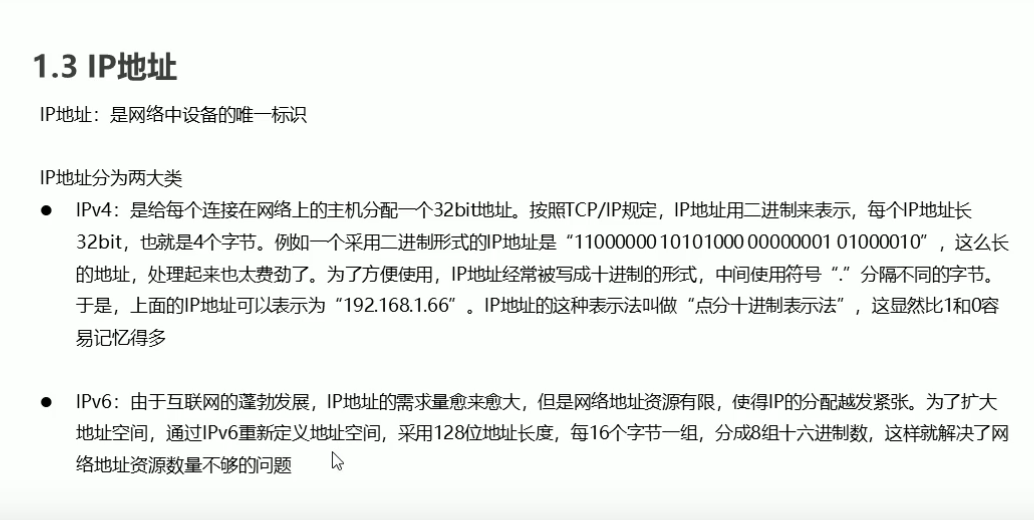 1.3 IP地址
IP地址：是网络中设备的唯一标识
IP地址分为两大类
● IPv4：是给每个连接在网络上的主机分配一个32bit地址。按照TCP/IP规定，IP地址用二进制来表示，每个IP地址长
32bit，也就是4个字节。例如一个采用二进制形式的IP地址是“11000000 10101000 00000001 01000010”，这么长
的地址，处理起来也太费劲了。为了方便使用，IP地址经常被写成十进制的形式，中间使用符号“.”分隔不同的字节。
于是，上面的IP地址可以表示为“192.168.1.66”。IP地址的这种表示法叫做“点分十进制表示法”，这显然比1和0容
易记忆得多
● IPv6：由于互联网的蓬勃发展，IP地址的需求量愈来愈大，但是网络地址资源有限，使得IP的分配越发紧张。为了扩大
地址空间，通过IPv6重新定义地址空间，采用128位地址长度，每16个字节一组，分成8组十六进制数，这样就解决了网
络地址资源数量不够的问题